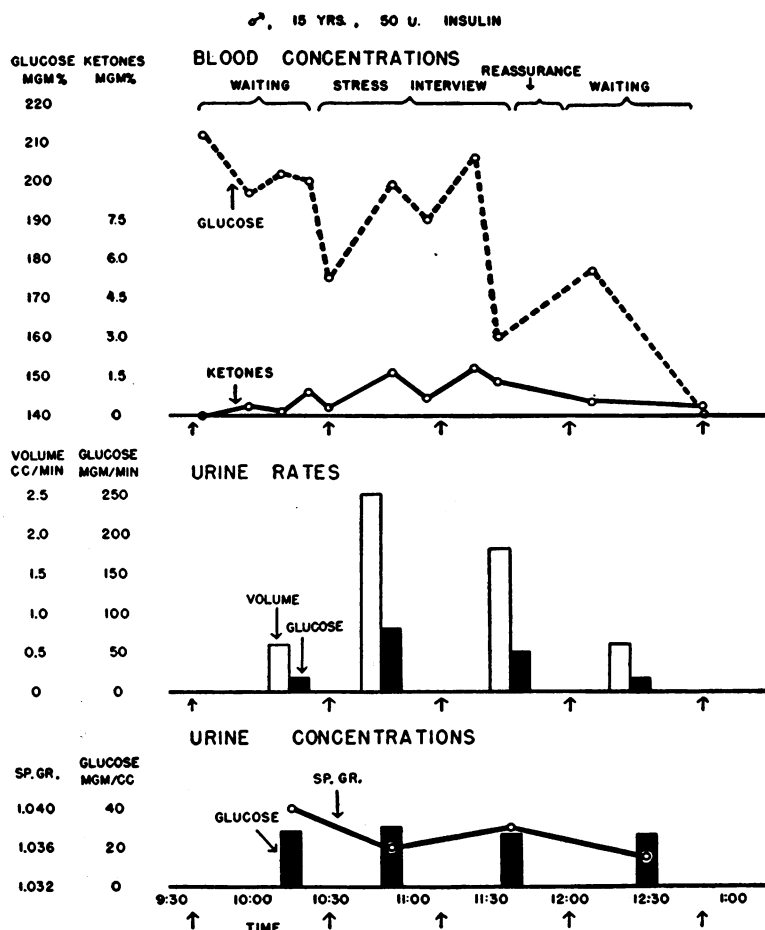 ♂, 15 YRS., 50 U. INSULIN
GLUCOSE KETONES BLOOD CONCENTRATIONS
MGM% MGM%
REASSURANCE
WAITING STRESS INTERVIEW WAITING
220
210
200
190 7.5
GLUCOSE
180 6.0
170 4.5
160 3.0
150 1.5
KETONES
140 0
VOLUME GLUCOSE
CC/MIN MGM/MIN
URINE RATES
2.5 250
2.0 200
1.5 150
1.0 100
VOLUME
GLUCOSE
0.5 50
0 0
URINE CONCENTRATIONS
SP. GR. GLUCOSE
MGM/CC
SP. GR.
1.040 40
GLUCOSE
1.036 20
1.032 0
9:30 10:00 10:30 11:00 11:30 12:00 12:30 1:00
TIME